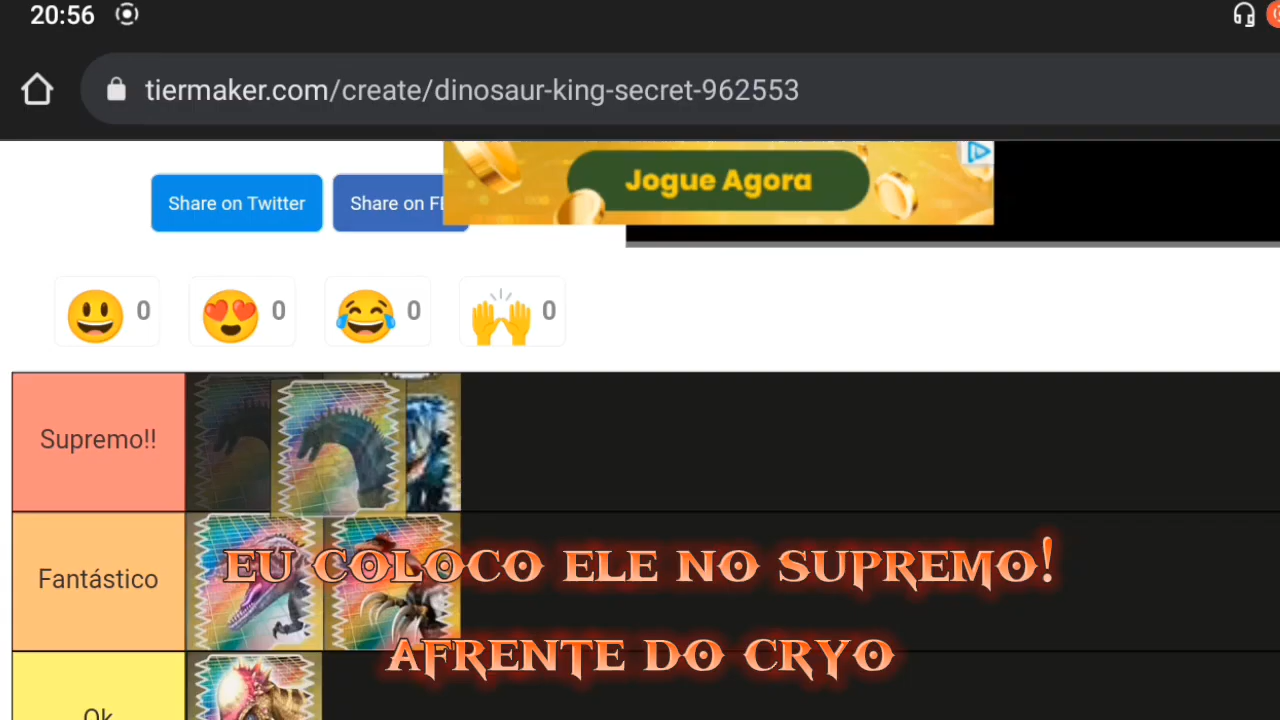 20:56
tiermaker.com/create/dinosaur-king-secret-962553
Jogue Agora
Share on Twitter
Share on F
0
0
0
0
Supremo!!
Fantástico
EU COLOCO ELE NO SUPREMO!
AFRENTE DO CRYO
Ok